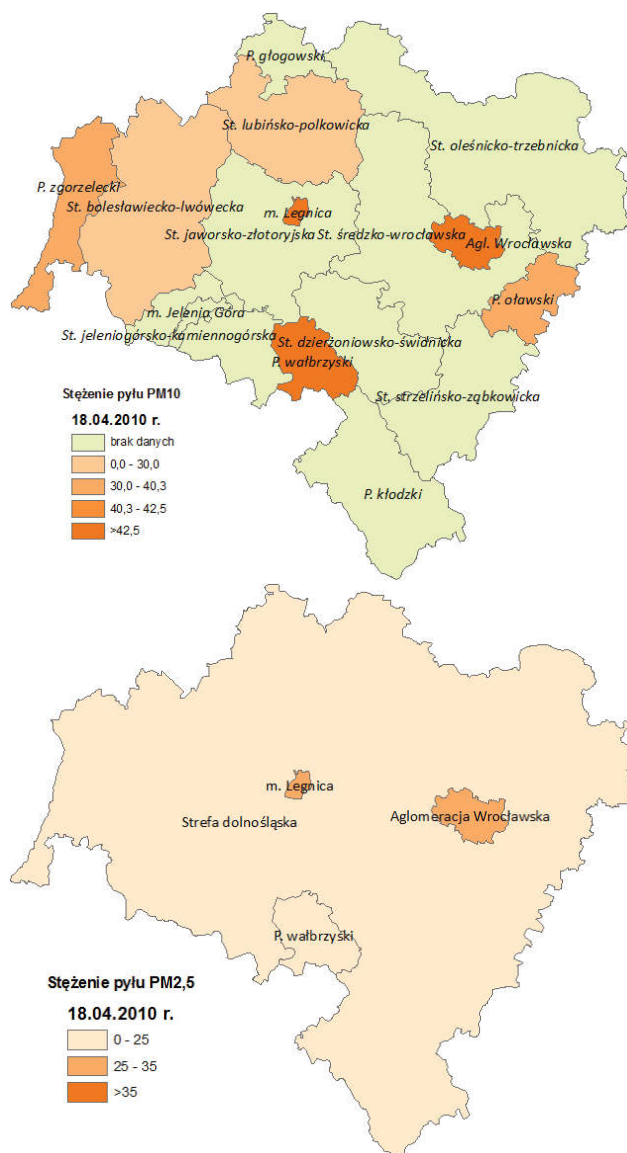 P. głogowski
St. lubińsko-polkowicka
St. oleśnicko-trzebnicka
P. zgorzelecki
St. bolesławiecko-lwówecka
m. Legnica
St. jaworsko-złotoryjska
St. średzko-wrocławska
Agl. Wrocławska
P. oławski
m. Jelenia Góra
St. jeleniogórsko-kamiennogórska
St. dzierżoniowsko-świdnicka
P. wałbrzyski
St. strzelińsko-ząbkowicka
P. kłodzki
Stężenie pyłu PM10
18.04.2010 r.
brak danych
0,0 - 30,0
30,0 - 40,3
40,3 - 42,5
>42,5
m. Legnica
Strefa dolnośląska
Aglomeracja Wrocławska
P. wałbrzyski
Stężenie pyłu PM2,5
18.04.2010 r.
0 - 25
25 - 35
>35